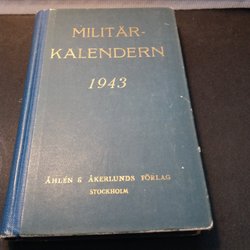 MILITÄR-
KALENDERN
1943
ÅHLÉN & ÅKERLUNDS FÖRLAG
STOCKHOLM